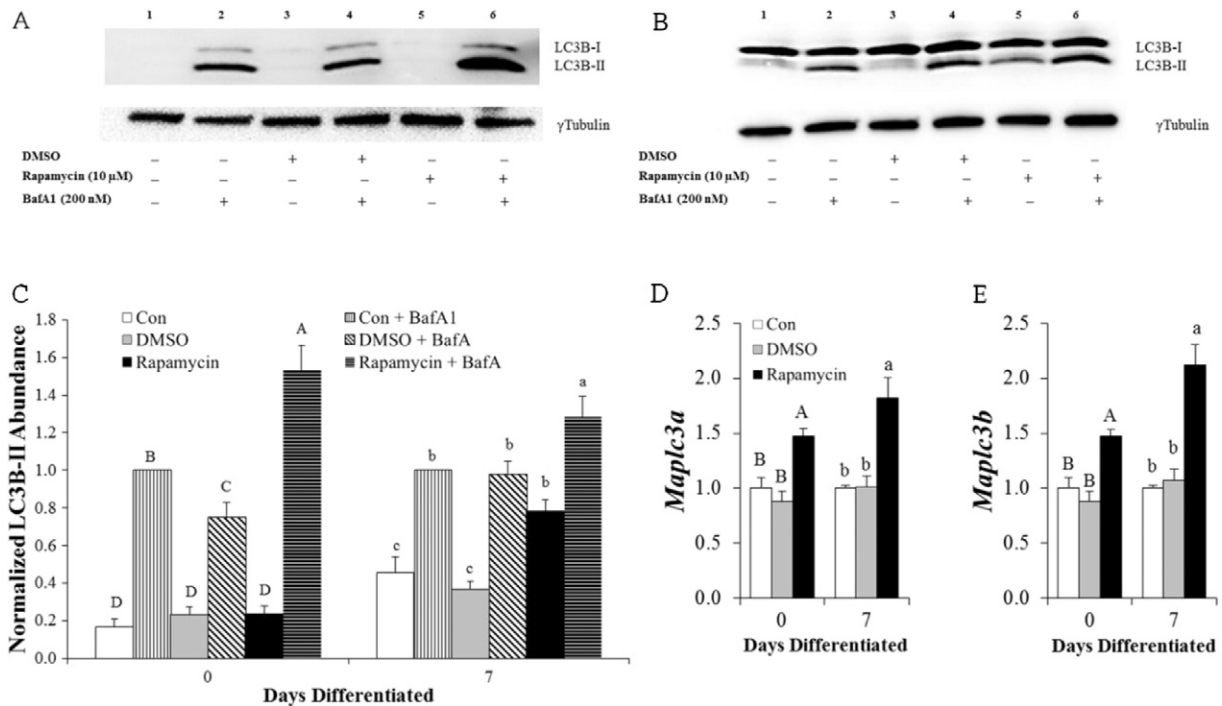 A
1 2 3 4 5 6
LC3B-I
LC3B-II
γTubulin
DMSO – – + + – –
Rapamycin (10 µM) – – – – + +
BafA1 (200 nM) – + – + – +
B
1 2 3 4 5 6
LC3B-I
LC3B-II
γTubulin
DMSO – – + + – –
Rapamycin (10 µM) – – – – + +
BafA1 (200 nM) – + – + – +
C
Normalized LC3B-II Abundance
1.8
1.6
1.4
1.2
1.0
0.8
0.6
0.4
0.2
0.0
Con
DMSO
Rapamycin
Con + BafA1
DMSO + BafA
Rapamycin + BafA
D B D C D A
c b c b b a
0 7
Days Differentiated
D
Maplc3a
2.5
2.0
1.5
1.0
0.5
0.0
Con
DMSO
Rapamycin
B B A b b a
0 7
Days Differentiated
E
Maplc3b
2.5
2.0
1.5
1.0
0.5
0.0
B B A b b a
0 7
Days Differentiated